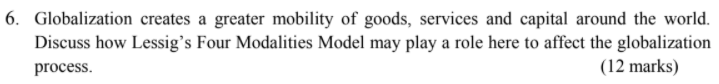 6. Globalization creates a greater mobility of goods, services and capital around the world.
Discuss how Lessig's Four Modalities Model may play a role here to affect the globalization
process. (12 marks)